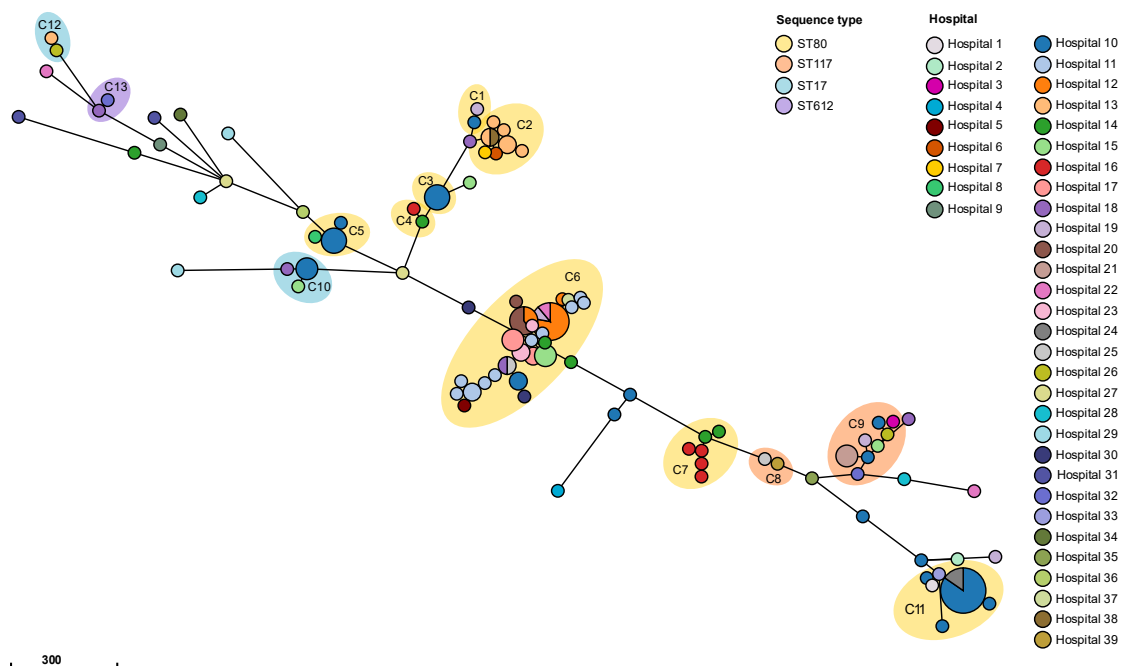 Sequence type
ST80
ST117
ST17
ST612
Hospital
Hospital 1
Hospital 2
Hospital 3
Hospital 4
Hospital 5
Hospital 6
Hospital 7
Hospital 8
Hospital 9
Hospital 10
Hospital 11
Hospital 12
Hospital 13
Hospital 14
Hospital 15
Hospital 16
Hospital 17
Hospital 18
Hospital 19
Hospital 20
Hospital 21
Hospital 22
Hospital 23
Hospital 24
Hospital 25
Hospital 26
Hospital 27
Hospital 28
Hospital 29
Hospital 30
Hospital 31
Hospital 32
Hospital 33
Hospital 34
Hospital 35
Hospital 36
Hospital 37
Hospital 38
Hospital 39
C12
C13
C1
C2
C3
C4
C5
C10
C6
C7
C8
C9
C11
300